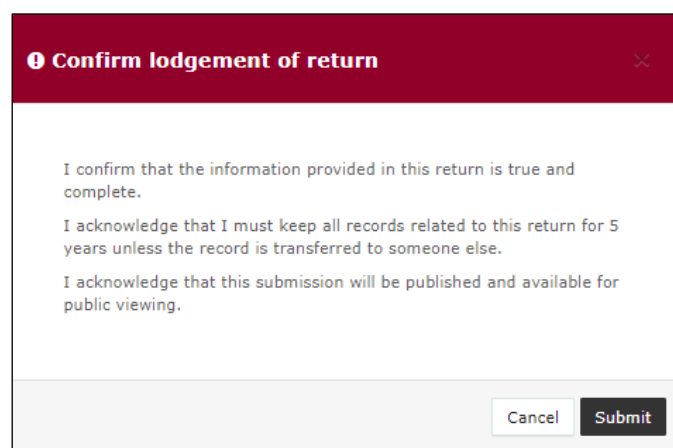 Confirm lodgement of return
I confirm that the information provided in this return is true and
complete.
I acknowledge that I must keep all records related to this return for 5
years unless the record is transferred to someone else.
I acknowledge that this submission will be published and available for
public viewing.
Cancel Submit